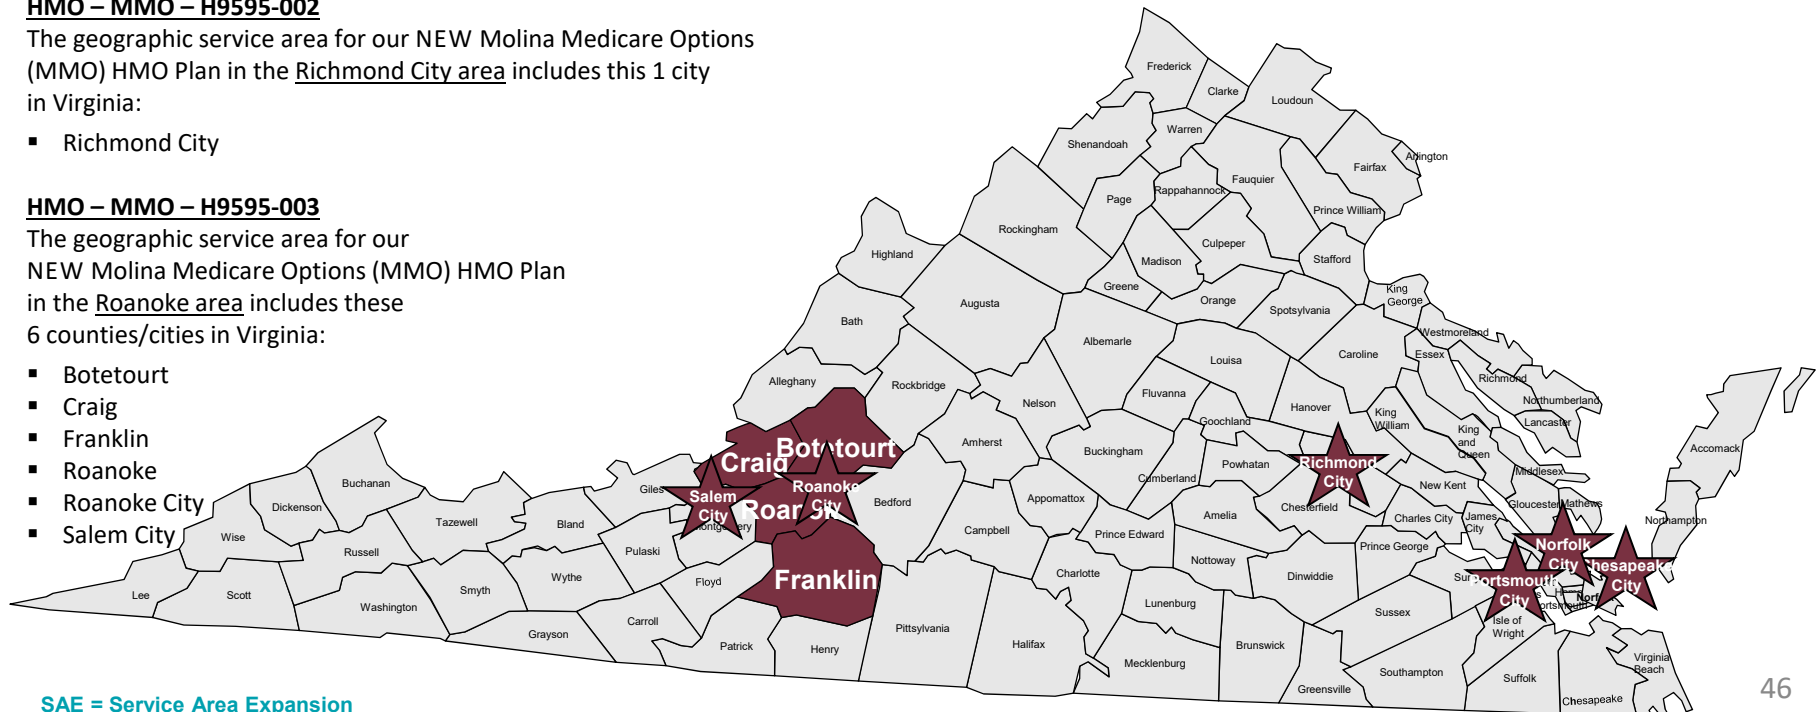 HMO – MMO – H9595-002
The geographic service area for our NEW Molina Medicare Options
(MMO) HMO Plan in the Richmond City area includes this 1 city
in Virginia:
▪ Richmond City
HMO – MMO – H9595-003
The geographic service area for our
NEW Molina Medicare Options (MMO) HMO Plan
in the Roanoke area includes these
6 counties/cities in Virginia:
▪ Botetourt
▪ Craig
▪ Franklin
▪ Roanoke
▪ Roanoke City
▪ Salem City
SAE = Service Area Expansion
Frederick
Clarke
Loudoun
Warren
Shenandoah
Fairfax
Arlington
Fauquier
Rappahannock
Page
Prince William
Rockingham
Culpeper
Highland
Madison
Stafford
Greene
King
George
Orange
Augusta
Spotsylvania
Bath
Westmoreland
Albemarle
Essex
Caroline
Louisa
Richmond
Alleghany
Rockbridge
Fluvanna
Northumberland
Nelson
Hanover
King
William
Goochland
Lancaster
King
and
Queen
Amherst
Botetourt
Accomack
Buckingham
Craig
Powhatan
Richmond
City
Middlesex
Cumberland
Buchanan
Giles
Roanoke
City
New Kent
Salem
City
Bedford
Appomattox
Gloucester
Mathews
Dickenson
Chesterfield
Amelia
Charles City
James
City
Northampton
Tazewell
Bland
Campbell
Prince Edward
Wise
Norfolk
City
Prince George
Russell
Pulaski
Nottoway
Chesapeake
City
Charlotte
Dinwiddie
Wythe
Floyd
Franklin
Portsmouth
City
Smyth
Lee
Scott
Washington
Lunenburg
Sussex
Carroll
Isle of
Wright
Pittsylvania
Grayson
Patrick
Henry
Halifax
Brunswick
Mecklenburg
Southampton
Virginia
Beach
Suffolk
Greensville
Chesapeake
46